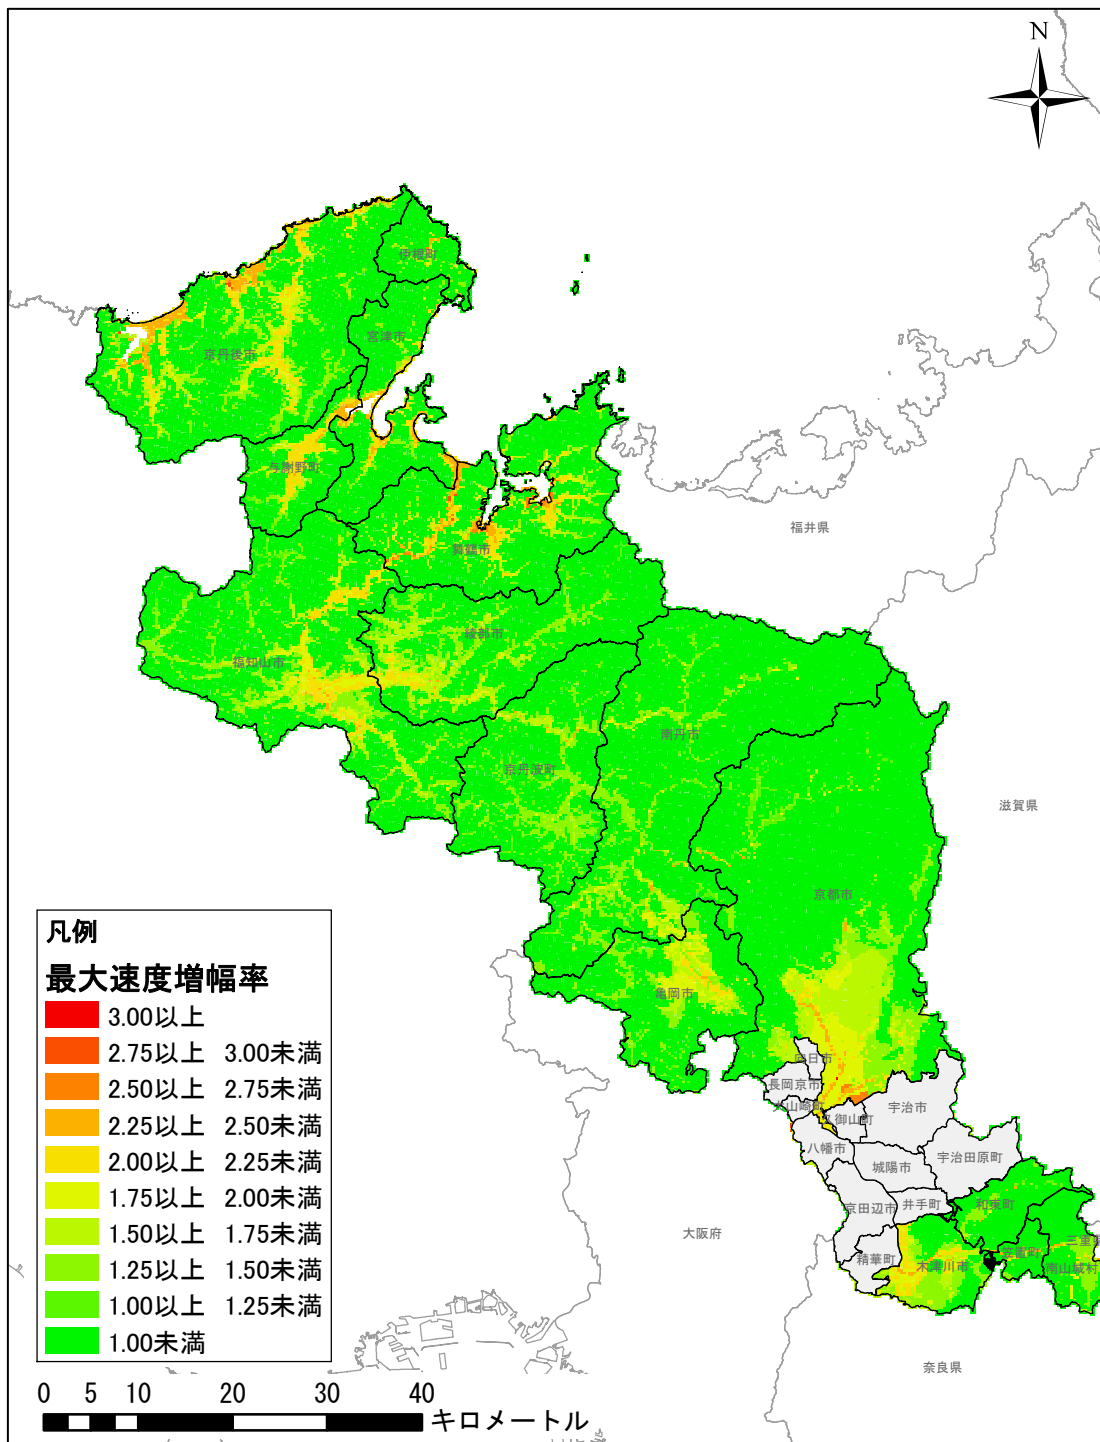 N
伊根町
宮津市
京丹後市
与謝野町
舞鶴市
福井県
綾部市
福知山市
南丹市
京丹波町
滋賀県
京都市
亀岡市
向日市
長岡京市
大山崎町
久御山町
宇治市
八幡市
城陽市
宇治田原町
京田辺市
井手町
和束町
精華町
木津川市
笠置町
三重県
南山城村
大阪府
奈良県
凡例
最大速度増幅率
3.00以上
2.75以上 3.00未満
2.50以上 2.75未満
2.25以上 2.50未満
2.00以上 2.25未満
1.75以上 2.00未満
1.50以上 1.75未満
1.25以上 1.50未満
1.00以上 1.25未満
1.00未満
0 5 10 20 30 40
キロメートル